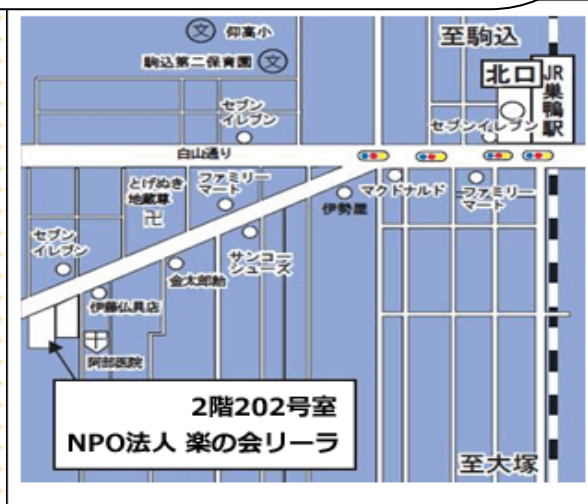 仰高小
文
至駒込
駒込第二保育園
文
北口
JR巣鴨駅
セブン
イレブン
セブンイレブン
白山通り
とげぬき
地蔵尊
卍
ファミリー
マート
マクドナルド
ファミリー
マート
伊勢屋
セブン
イレブン
サンコー
シューズ
金太郎飴
伊藤仏具店
阿部医院
2階202号室
NPO法人 楽の会リーラ
至大塚